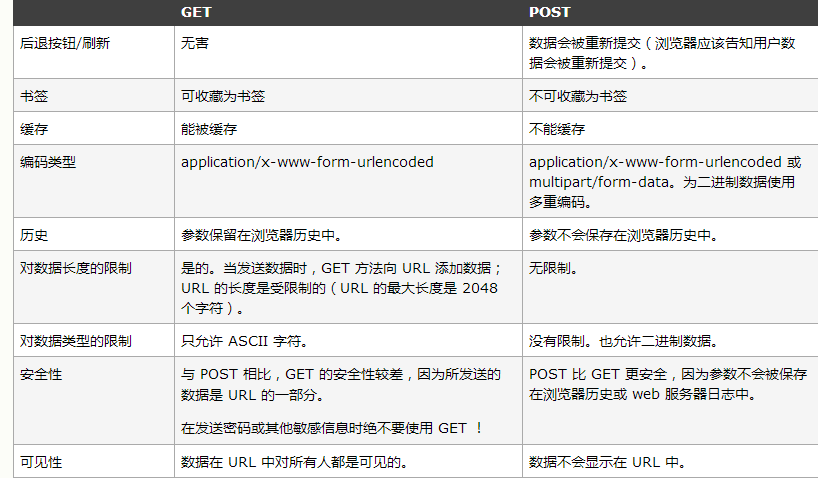 GET POST
后退按钮/刷新 无害 数据会被重新提交（浏览器应该告知用户数
据会被重新提交）。
书签 可收藏为书签 不可收藏为书签
缓存 能被缓存 不能缓存
编码类型 application/x-www-form-urlencoded application/x-www-form-urlencoded 或
multipart/form-data。为二进制数据使用
多重编码。
历史 参数保留在浏览器历史中。 参数不会保存在浏览器历史中。
对数据长度的限制 是的。当发送数据时，GET 方法向 URL 添加数据； 无限制。
URL 的长度是受限制的（URL 的最大长度是 2048
个字符）。
对数据类型的限制 只允许 ASCII 字符。 没有限制。也允许二进制数据。
安全性 与 POST 相比，GET 的安全性较差，因为所发送的 POST 比 GET 更安全，因为参数不会被保存
数据是 URL 的一部分。 在浏览器历史或 web 服务器日志中。
在发送密码或其他敏感信息时绝不要使用 GET ！
可见性 数据在 URL 中对所有人都是可见的。 数据不会显示在 URL 中。